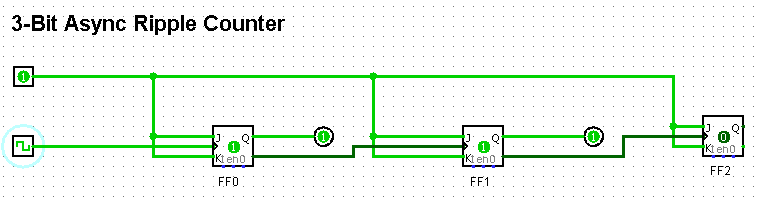 3-Bit Async Ripple Counter
1
J Q
1
K en 0
FF0
1
J Q
1
K en 0
FF1
1
J Q
0
K en 0
FF2